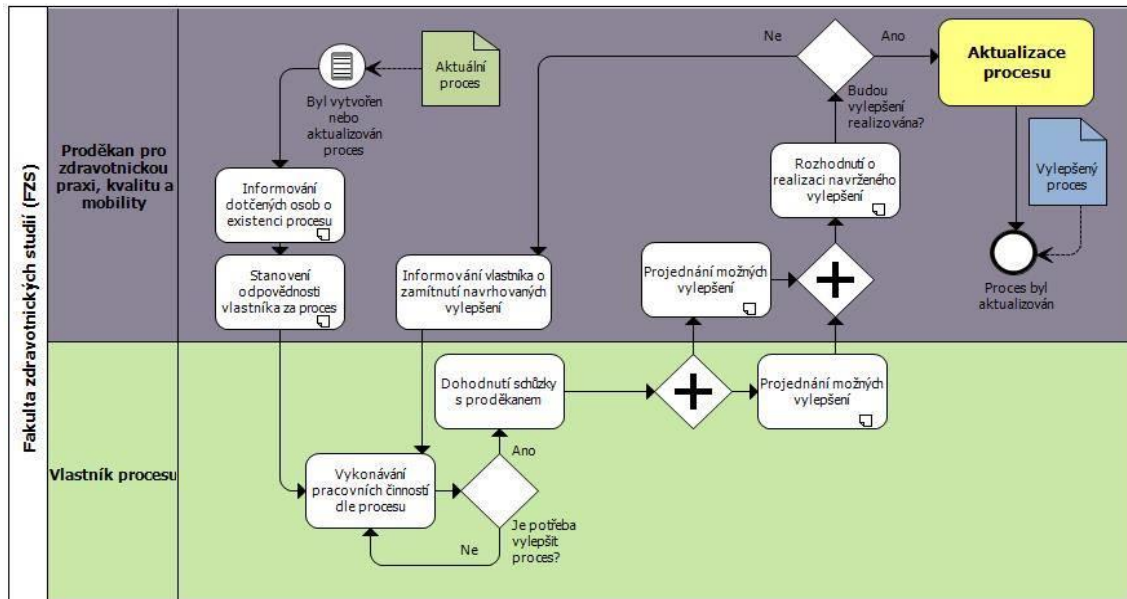 Fakulta zdravotnických studií (FZS)
Proděkan pro
zdravotnickou
praxi, kvalitu a
mobility
Byl vytvořen
nebo
aktualizován
proces
Aktuální
proces
Informování
dotčených osob o
existenci procesu
Stanovení
odpovědnosti
vlastníka za proces
Informování vlastníka o
zamítnutí navrhovaných
vylepšení
Projednání možných
vylepšení
Rozhodnutí o
realizaci navrženého
vylepšení
Ne
Ano
Budou
vylepšení
realizována?
Aktualizace
procesu
Vylepšený
proces
Proces byl
aktualizován
Vlastník procesu
Vykonávání
pracovních činností
dle procesu
Dohodnutí schůzky
s proděkanem
Ano
Ne
Je potřeba
vylepšit
proces?
Projednání možných
vylepšení